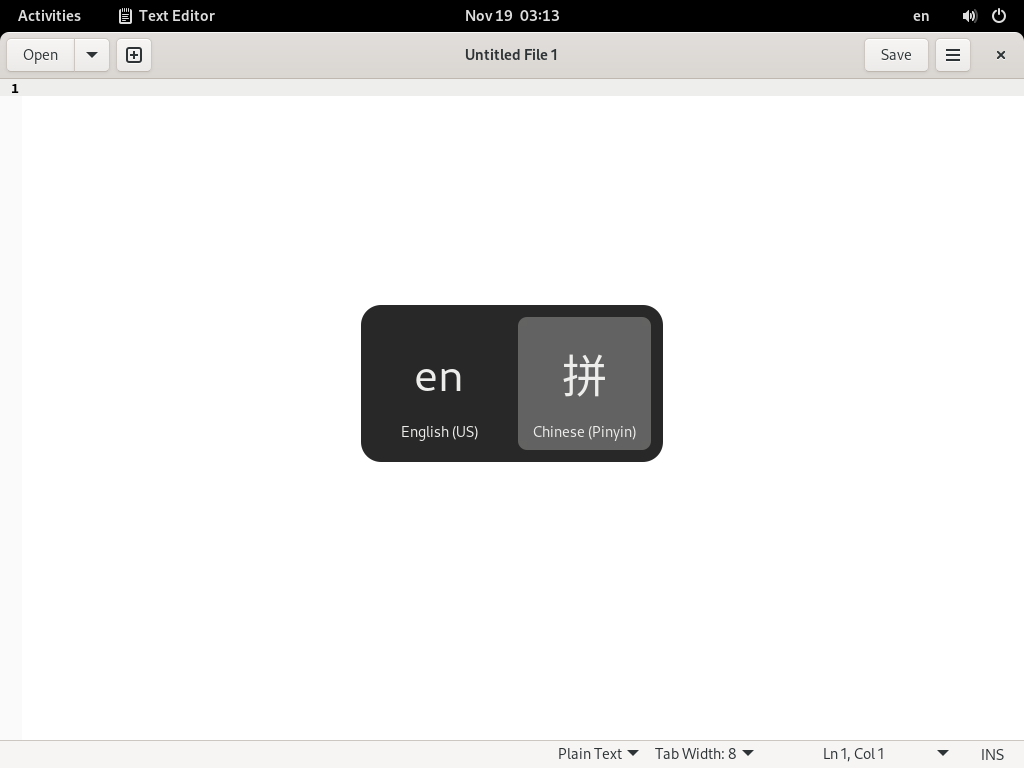 Activities Text Editor Nov 19 03:13 en
Open Untitled File 1 Save
1
en 拼
English (US) Chinese (Pinyin)
Plain Text Tab Width: 8 Ln 1, Col 1 INS